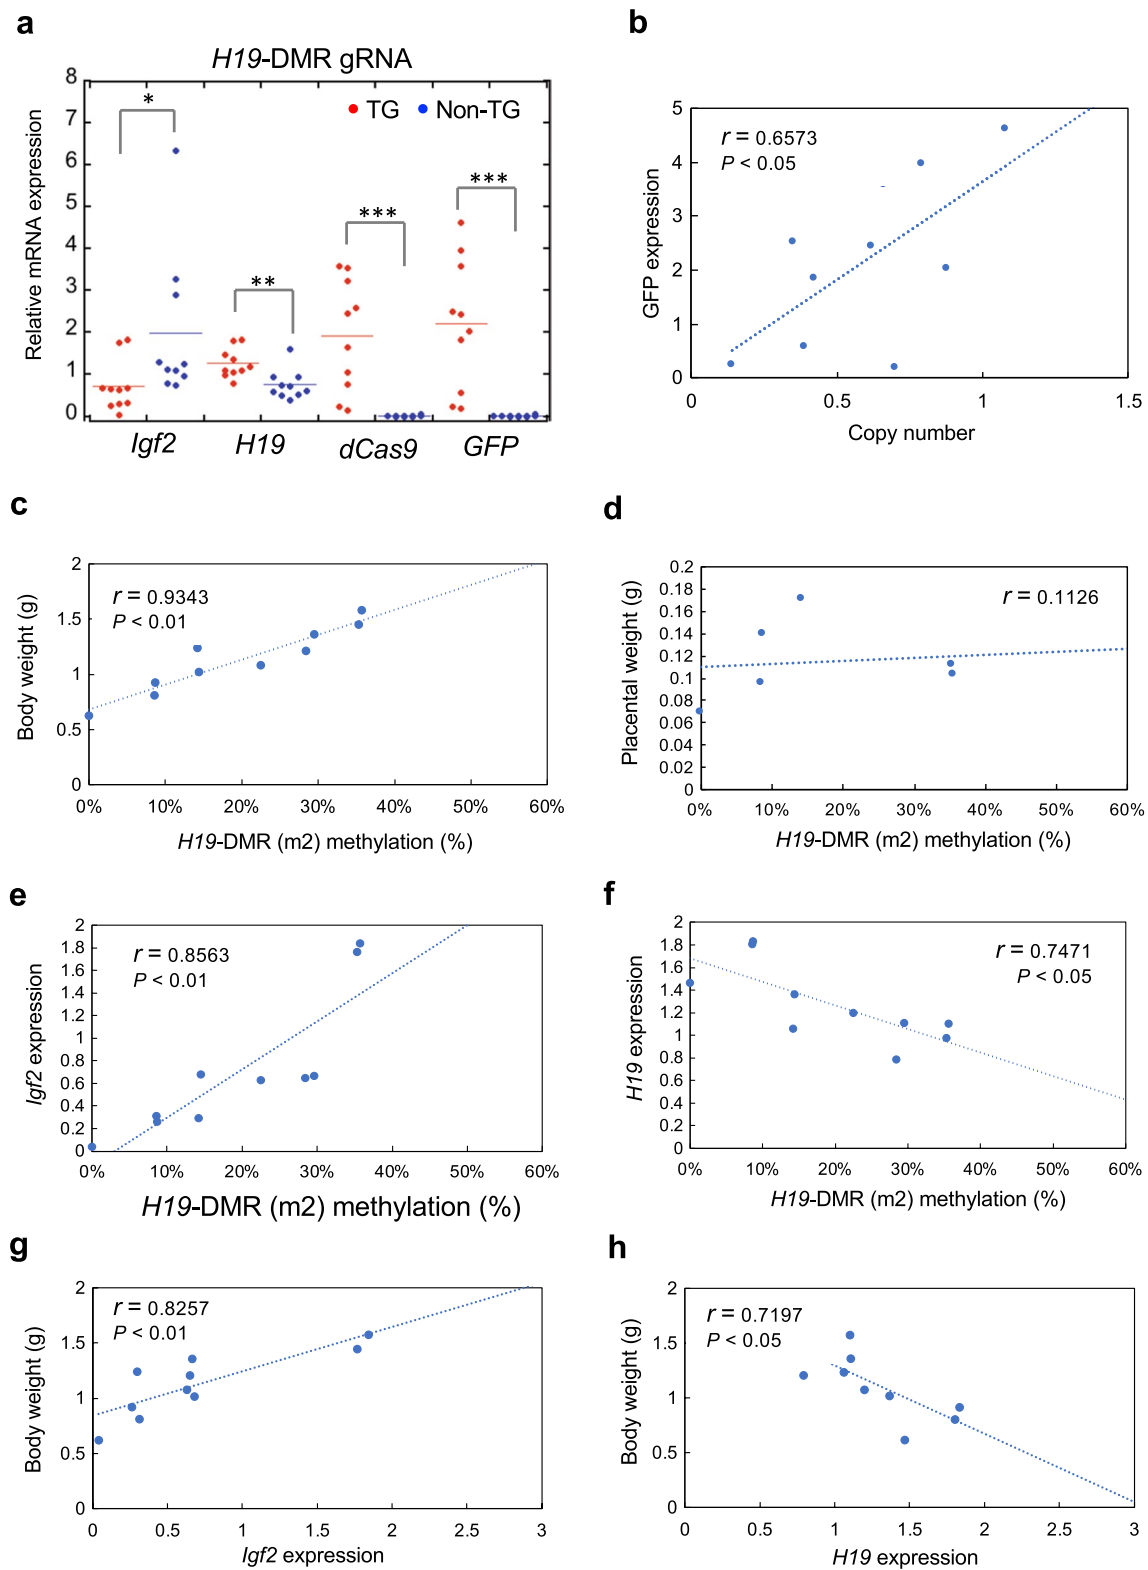 a
H19-DMR gRNA
8
7
6
5
4
3
2
1
0
Relative mRNA expression
TG
Non-TG
*
**
***
***
Igf2
H19
dCas9
GFP
b
r = 0.6573
P < 0.05
5
4
3
2
1
0
GFP expression
0
0.5
1
1.5
Copy number
c
r = 0.9343
P < 0.01
2
1.5
1
0.5
0
Body weight (g)
0%
10%
20%
30%
40%
50%
60%
H19-DMR (m2) methylation (%)
d
r = 0.1126
0.2
0.18
0.16
0.14
0.12
0.1
0.08
0.06
0.04
0.02
0
Placental weight (g)
0%
10%
20%
30%
40%
50%
60%
H19-DMR (m2) methylation (%)
e
r = 0.8563
P < 0.01
2
1.8
1.6
1.4
1.2
1
0.8
0.6
0.4
0.2
0
Igf2 expression
0%
10%
20%
30%
40%
50%
60%
H19-DMR (m2) methylation (%)
f
r = 0.7471
P < 0.05
2
1.8
1.6
1.4
1.2
1
0.8
0.6
0.4
0.2
0
H19 expression
0%
10%
20%
30%
40%
50%
60%
H19-DMR (m2) methylation (%)
g
r = 0.8257
P < 0.01
2
1.5
1
0.5
0
Body weight (g)
0
0.5
1
1.5
2
2.5
3
Igf2 expression
h
r = 0.7197
P < 0.05
2
1.5
1
0.5
0
Body weight (g)
0
0.5
1
1.5
2
2.5
3
H19 expression